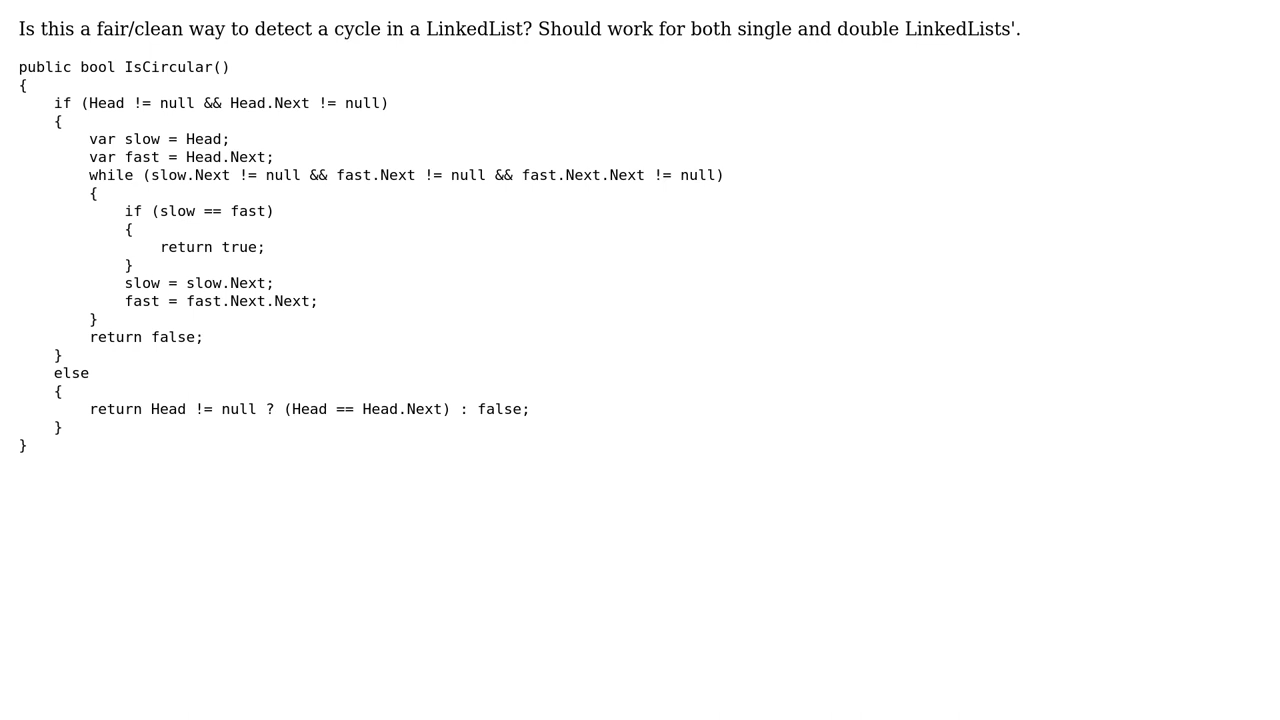 Is this a fair/clean way to detect a cycle in a LinkedList? Should work for both single and double LinkedLists'.
public bool IsCircular()
{
    if (Head != null && Head.Next != null)
    {
        var slow = Head;
        var fast = Head.Next;
        while (slow.Next != null && fast.Next != null && fast.Next.Next != null)
        {
            if (slow == fast)
            {
                return true;
            }
            slow = slow.Next;
            fast = fast.Next.Next;
        }
        return false;
    }
    else
    {
        return Head != null ? (Head == Head.Next) : false;
    }
}